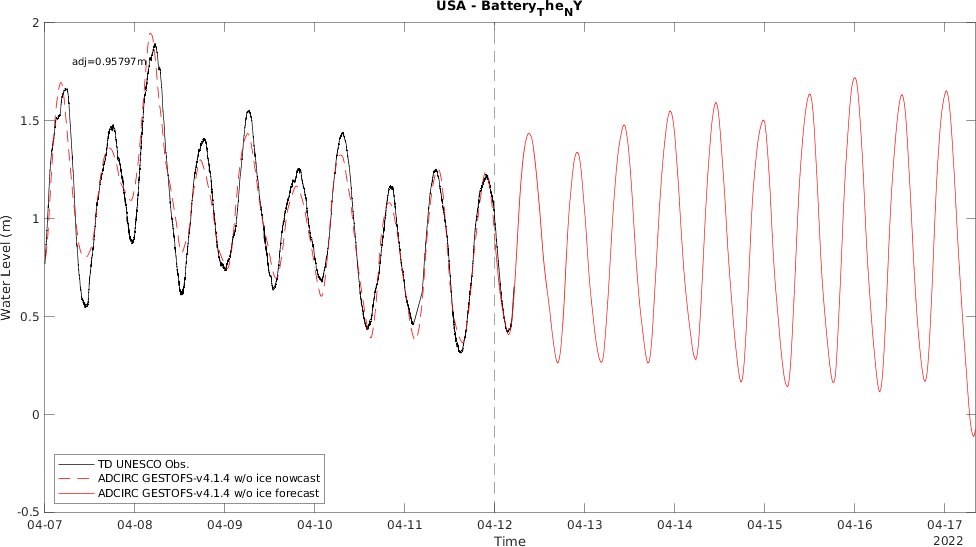 USA - BatteryTheNY
2
1.5
1
0.5
0
-0.5
Water Level (m)
adj=0.95797m
TD UNESCO Obs.
ADCIRC GESTOFS-v4.1.4 w/o ice nowcast
ADCIRC GESTOFS-v4.1.4 w/o ice forecast
04-07 04-08 04-09 04-10 04-11 04-12 04-13 04-14 04-15 04-16 04-17
Time
2022